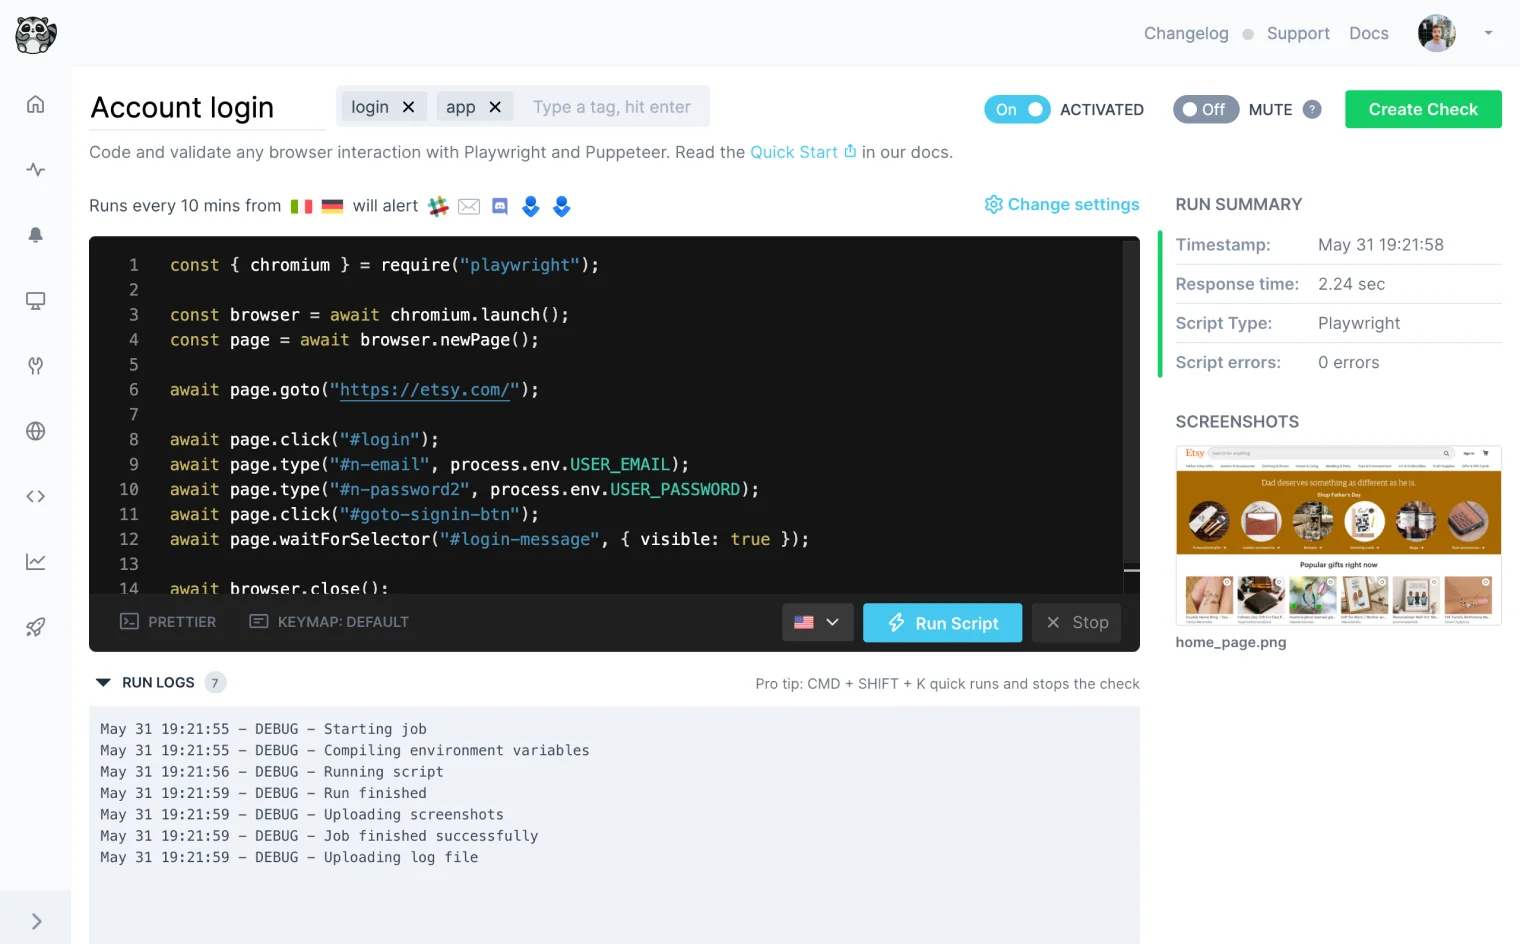 Changelog Support Docs
Account login
login app Type a tag, hit enter
On ACTIVATED Off MUTE ? Create Check
Code and validate any browser interaction with Playwright and Puppeteer. Read the Quick Start in our docs.
Runs every 10 mins from will alert
Change settings
1 const { chromium } = require("playwright");
2
3 const browser = await chromium.launch();
4 const page = await browser.newPage();
5
6 await page.goto("https://etsy.com/");
7
8 await page.click("#login");
9 await page.type("#n-email", process.env.USER_EMAIL);
10 await page.type("#n-password2", process.env.USER_PASSWORD);
11 await page.click("#goto-signin-btn");
12 await page.waitForSelector("#login-message", { visible: true });
13
14 await browser.close();
PRETTIER KEYMAP: DEFAULT Run Script Stop
RUN LOGS 7
Pro tip: CMD + SHIFT + K quick runs and stops the check
May 31 19:21:55 – DEBUG – Starting job
May 31 19:21:55 – DEBUG – Compiling environment variables
May 31 19:21:56 – DEBUG – Running script
May 31 19:21:59 – DEBUG – Run finished
May 31 19:21:59 – DEBUG – Uploading screenshots
May 31 19:21:59 – DEBUG – Job finished successfully
May 31 19:21:59 – DEBUG – Uploading log file
RUN SUMMARY
Timestamp: May 31 19:21:58
Response time: 2.24 sec
Script Type: Playwright
Script errors: 0 errors
SCREENSHOTS
Etsy Search for anything Sign in
Dad deserves something as different as he is.
Shop Father's Day
Popular gifts right now
home_page.png